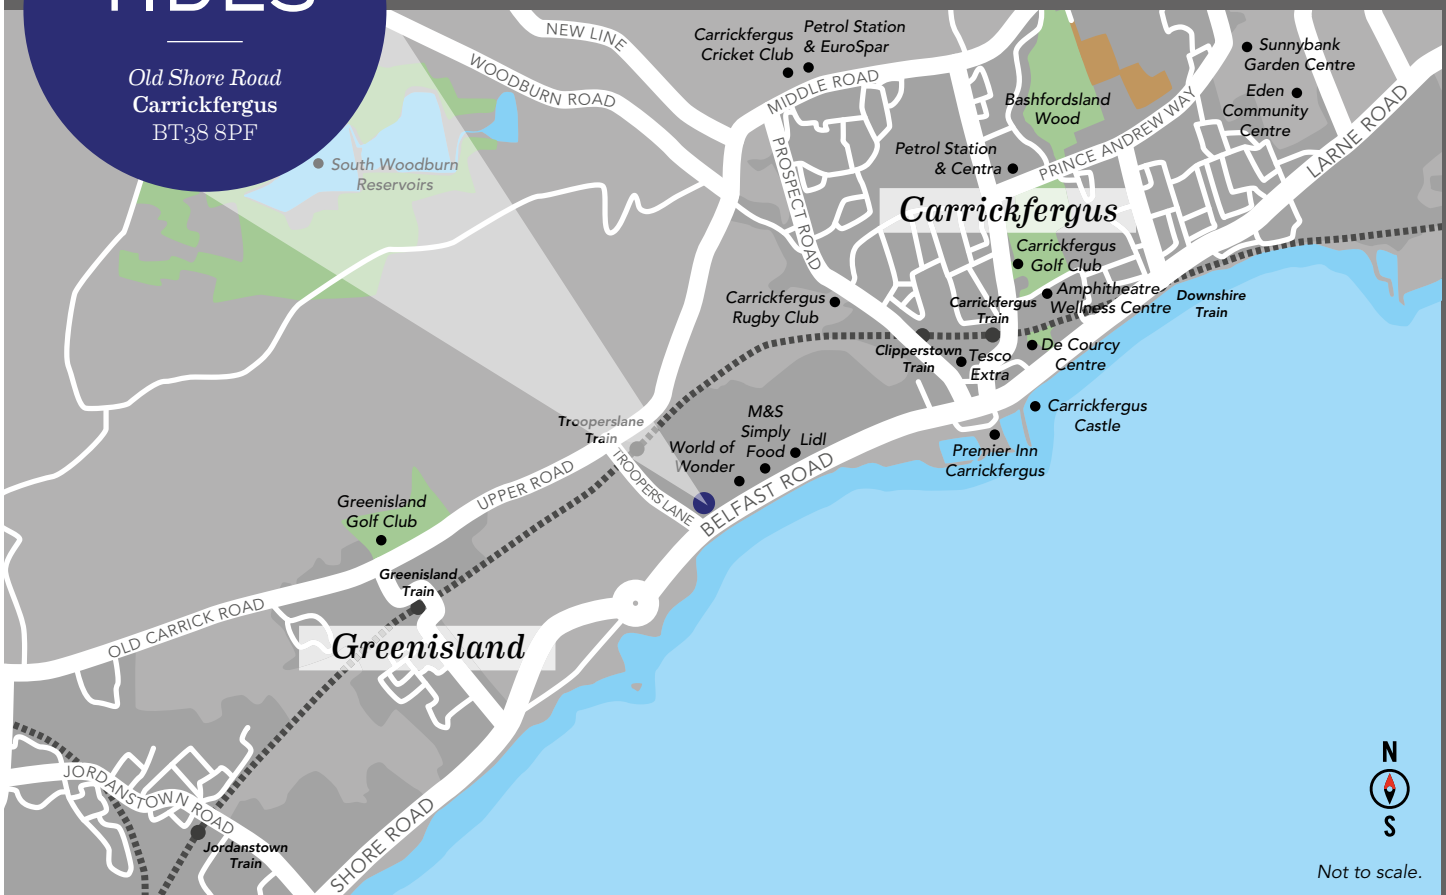 TIDES
Old Shore Road
Carrickfergus
BT38 8PF
NEW LINE
WOODBURN ROAD
Carrickfergus
Cricket Club
Petrol Station
& EuroSpar
MIDDLE ROAD
Bashfordsland
Wood
Sunnybank
Garden Centre
Eden
Community
Centre
PRINCE ANDREW WAY
LARNE ROAD
South Woodburn
Reservoirs
PROSPECT ROAD
Petrol Station
& Centra
Carrickfergus
Carrickfergus
Golf Club
Amphitheatre
Wellness Centre
Downshire
Train
Carrickfergus
Rugby Club
Carrickfergus
Train
Clipperstown
Train
Tesco
Extra
De Courcy
Centre
Carrickfergus
Castle
Premier Inn
Carrickfergus
Trooperslane
Train
M&S
Simply
Food
Lidl
World of
Wonder
TROOPERS LANE
BELFAST ROAD
UPPER ROAD
Greenisland
Golf Club
Greenisland
Train
OLD CARRICK ROAD
Greenisland
JORDANSTOWN ROAD
Jordanstown
Train
SHORE ROAD
N
S
Not to scale.